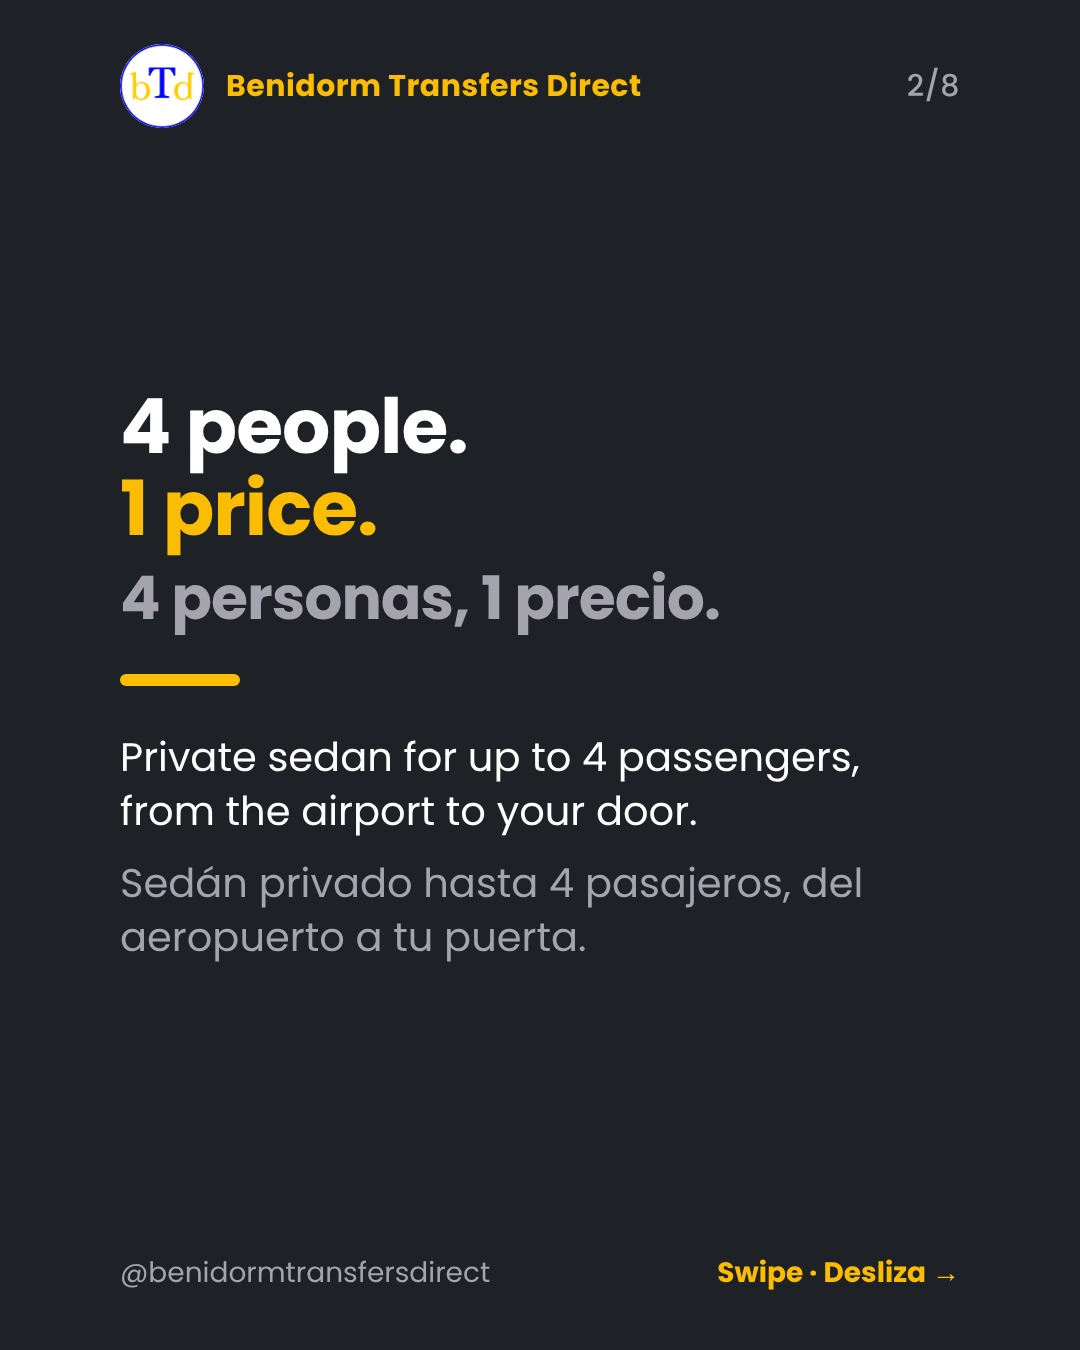 bTd
Benidorm Transfers Direct
2/8
4 people.
1 price.
4 personas, 1 precio.
Private sedan for up to 4 passengers,
from the airport to your door.
Sedán privado hasta 4 pasajeros, del
aeropuerto a tu puerta.
@benidormtransfersdirect
Swipe · Desliza →